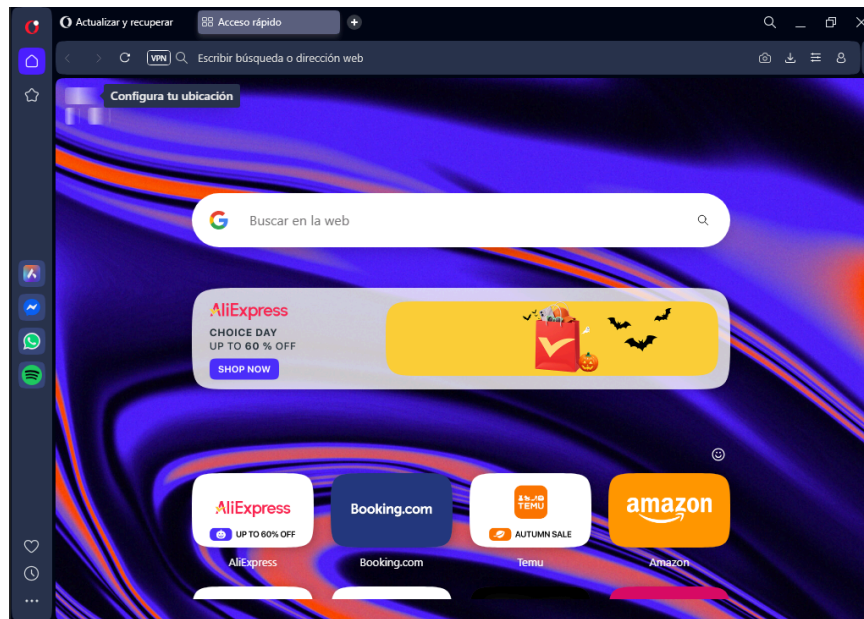 Actualizar y recuperar
Acceso rápido
VPN
Escribir búsqueda o dirección web
Configura tu ubicación
Buscar en la web
AliExpress
CHOICE DAY
UP TO 60 % OFF
SHOP NOW
AliExpress
UP TO 60% OFF
Booking.com
TEMU
AUTUMN SALE
amazon
AliExpress
Booking.com
Temu
Amazon